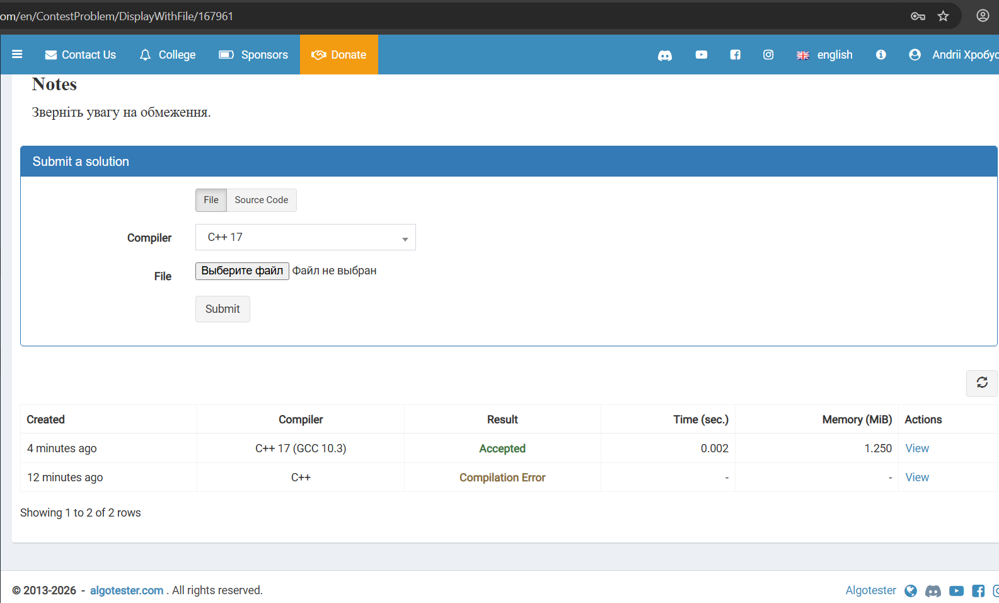 om/en/ContestProblem/DisplayWithFile/167961
Contact Us College Sponsors Donate english Andrii Хробус
Notes
Зверніть увагу на обмеження.
Submit a solution
File Source Code
Compiler C++ 17
File Выберите файл Файл не выбран
Submit
Created Compiler Result Time (sec.) Memory (MiB) Actions
4 minutes ago C++ 17 (GCC 10.3) Accepted 0.002 1.250 View
12 minutes ago C++ Compilation Error - - View
Showing 1 to 2 of 2 rows
© 2013-2026 - algotester.com . All rights reserved. Algotester